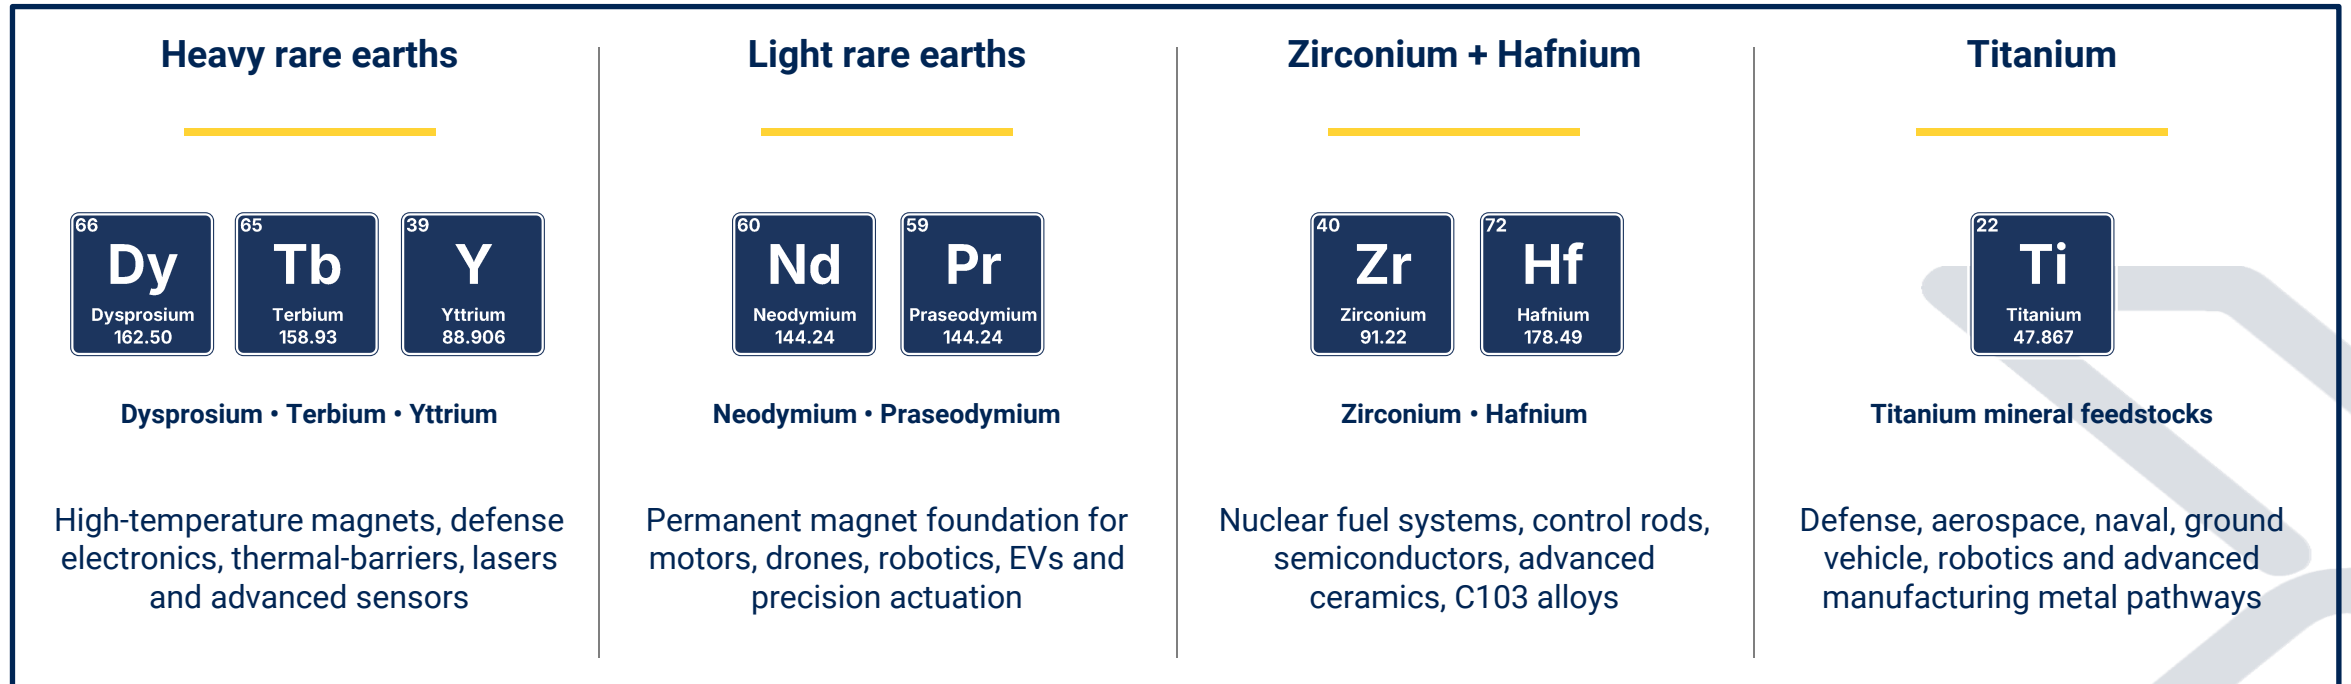 Heavy rare earths
66
Dy
Dysprosium
162.50
65
Tb
Terbium
158.93
39
Y
Yttrium
88.906
Dysprosium • Terbium • Yttrium
High-temperature magnets, defense
electronics, thermal-barriers, lasers
and advanced sensors
Light rare earths
60
Nd
Neodymium
144.24
59
Pr
Praseodymium
144.24
Neodymium • Praseodymium
Permanent magnet foundation for
motors, drones, robotics, EVs and
precision actuation
Zirconium + Hafnium
40
Zr
Zirconium
91.22
72
Hf
Hafnium
178.49
Zirconium • Hafnium
Nuclear fuel systems, control rods,
semiconductors, advanced
ceramics, C103 alloys
Titanium
22
Ti
Titanium
47.867
Titanium mineral feedstocks
Defense, aerospace, naval, ground
vehicle, robotics and advanced
manufacturing metal pathways